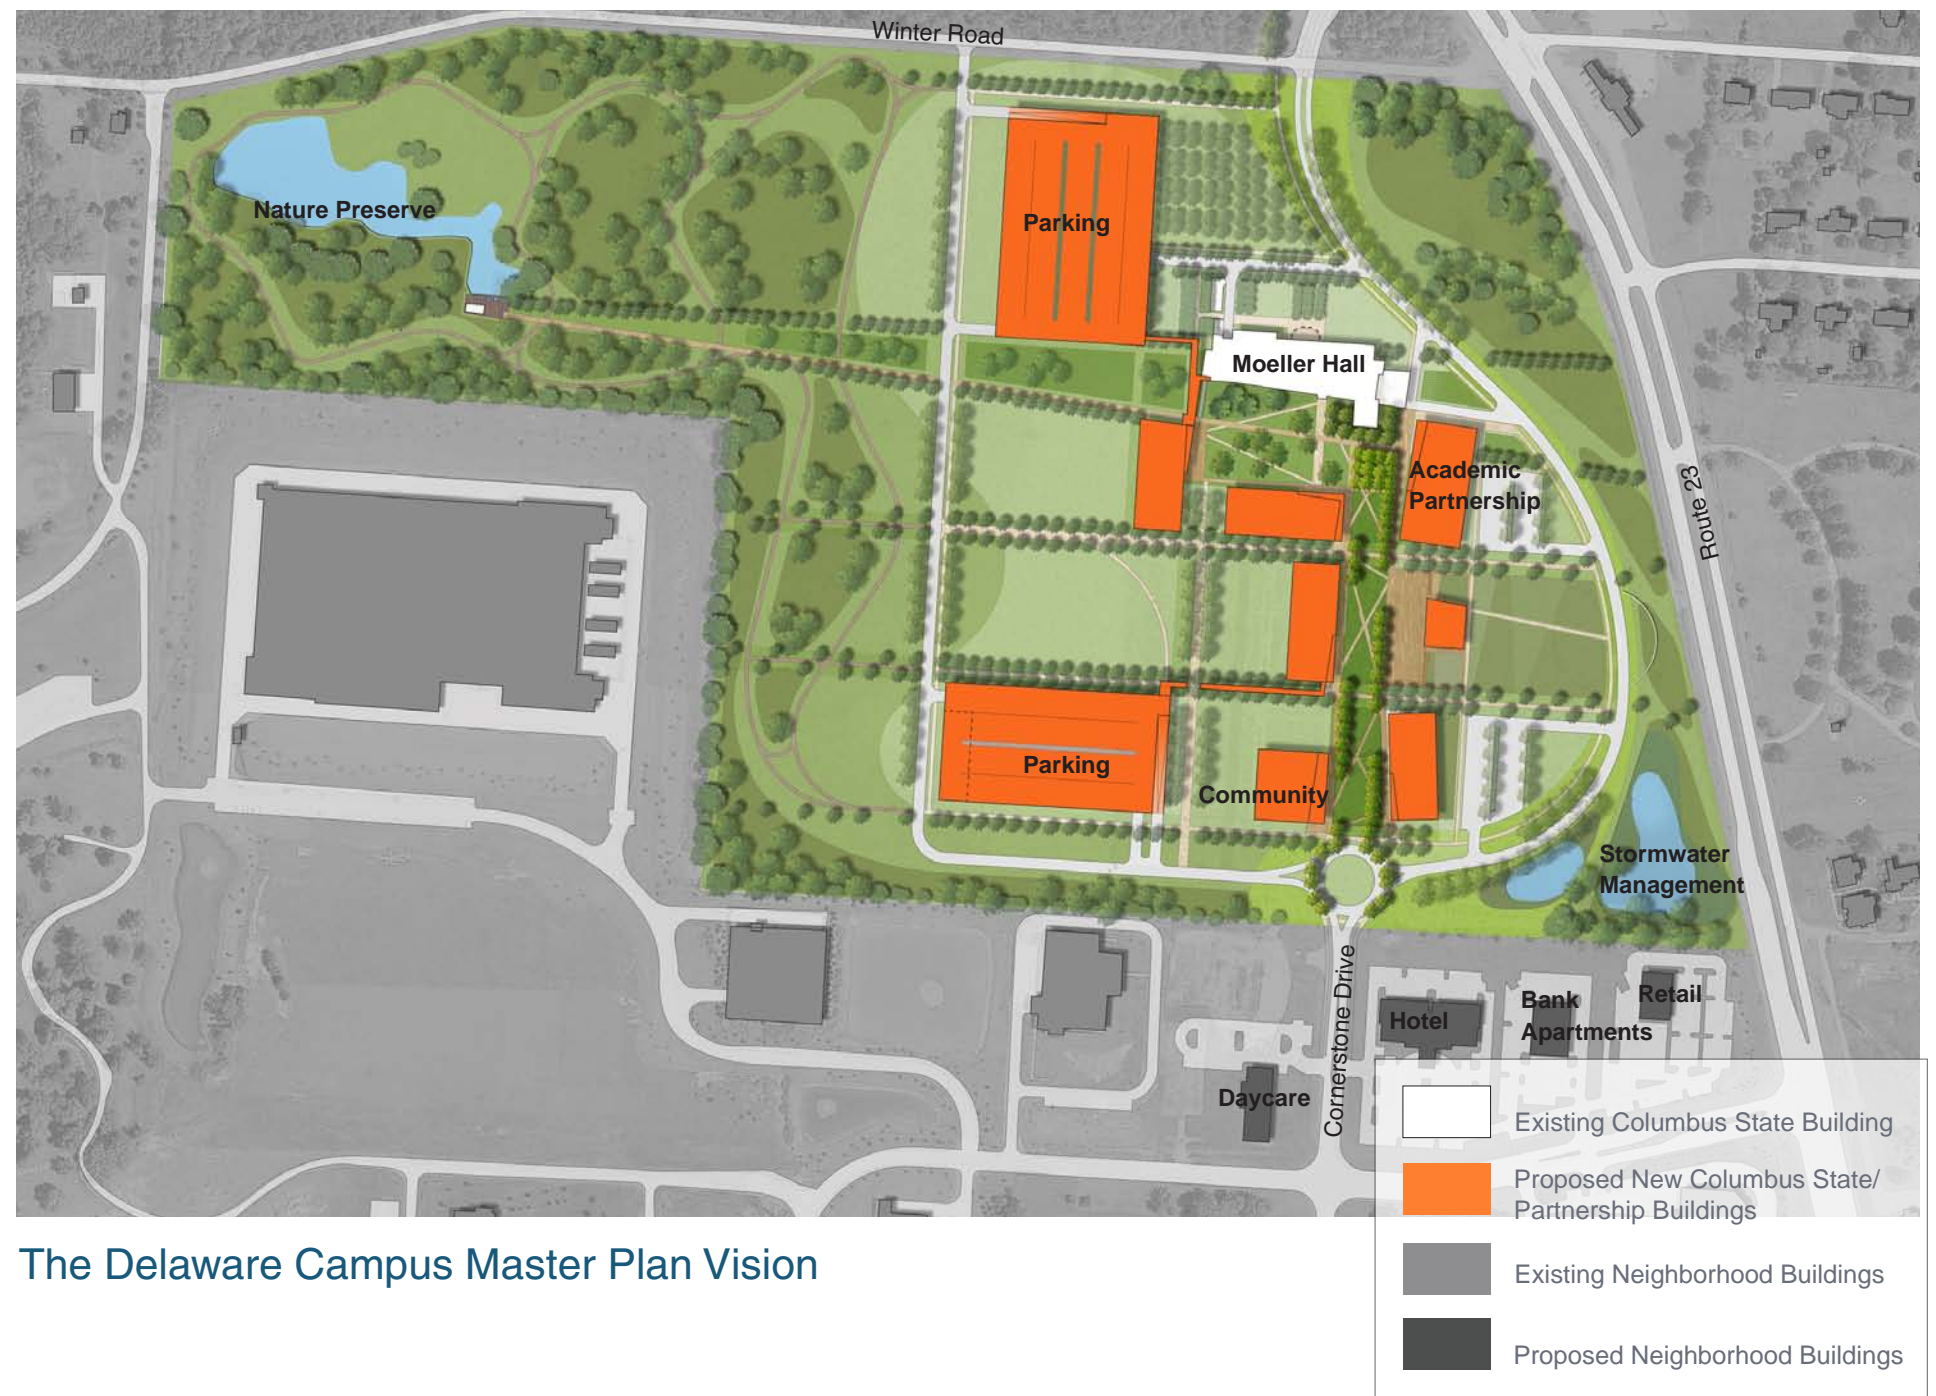 Winter Road
Nature Preserve
Parking
Moeller Hall
Academic
Partnership
Route 23
Parking
Community
Stormwater
Management
Cornerstone Drive
Hotel
Bank
Apartments
Retail
Daycare
Existing Columbus State Building
Proposed New Columbus State/
Partnership Buildings
Existing Neighborhood Buildings
Proposed Neighborhood Buildings
The Delaware Campus Master Plan Vision